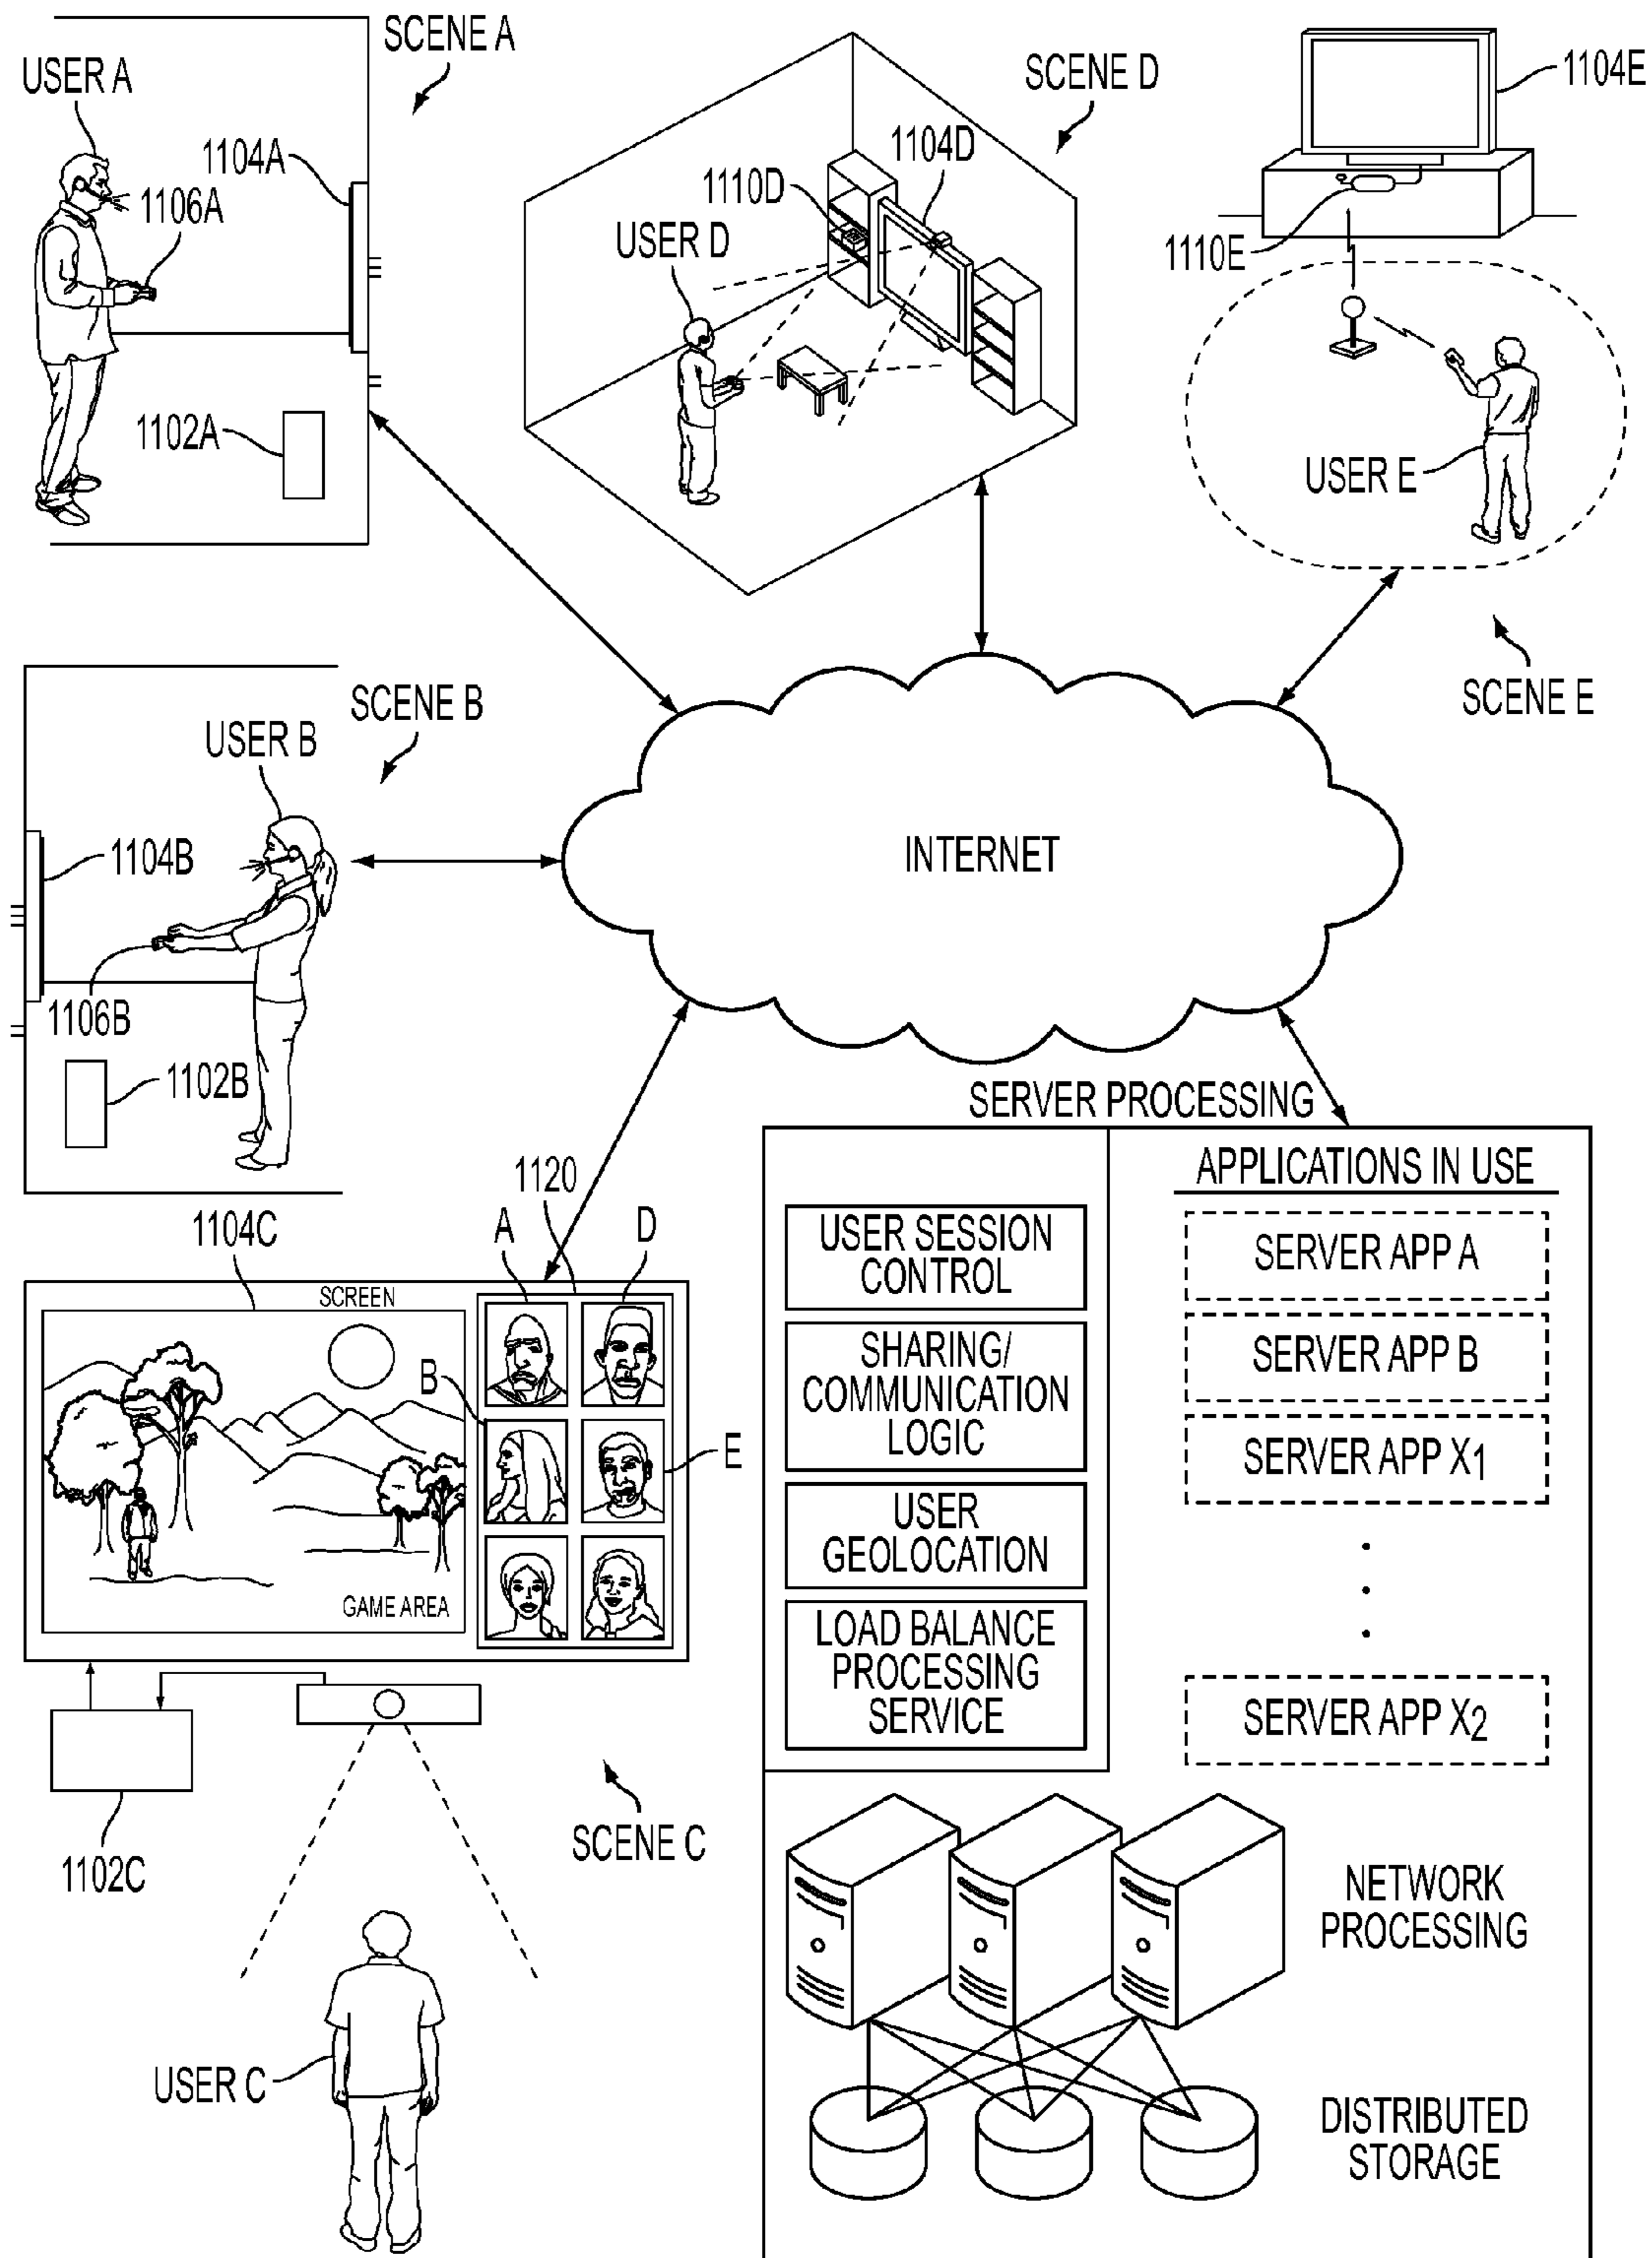 SCENE A
USER A
1104A
1106A
1102A
SCENE D
1104D
1110D
USER D
1104E
1110E
USER E
SCENE E
SCENE B
USER B
1104B
1106B
1102B
INTERNET
SERVER PROCESSING
1120
A
D
1104C
SCREEN
B
E
GAME AREA
1102C
SCENE C
USER C
USER SESSION
CONTROL
SHARING/
COMMUNICATION
LOGIC
USER
GEOLOCATION
LOAD BALANCE
PROCESSING
SERVICE
APPLICATIONS IN USE
SERVER APP A
SERVER APP B
SERVER APP X1
SERVER APP X2
NETWORK
PROCESSING
DISTRIBUTED
STORAGE